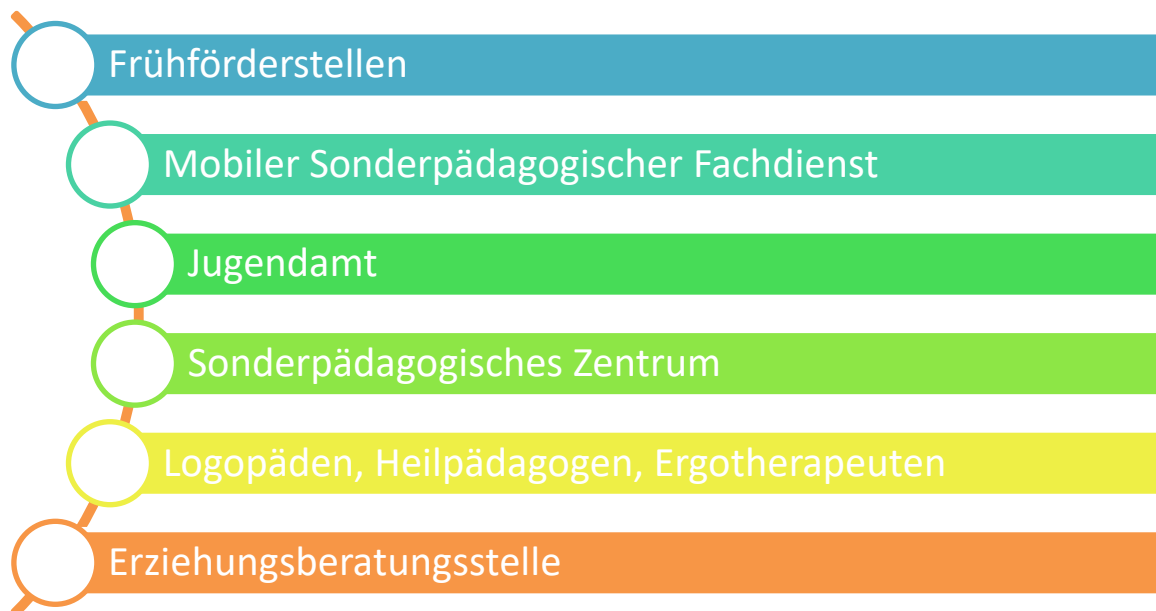 Frühförderstellen
Mobiler Sonderpädagogischer Fachdienst
Jugendamt
Sonderpädagogisches Zentrum
Logopäden, Heilpädagogen, Ergotherapeuten
Erziehungsberatungsstelle